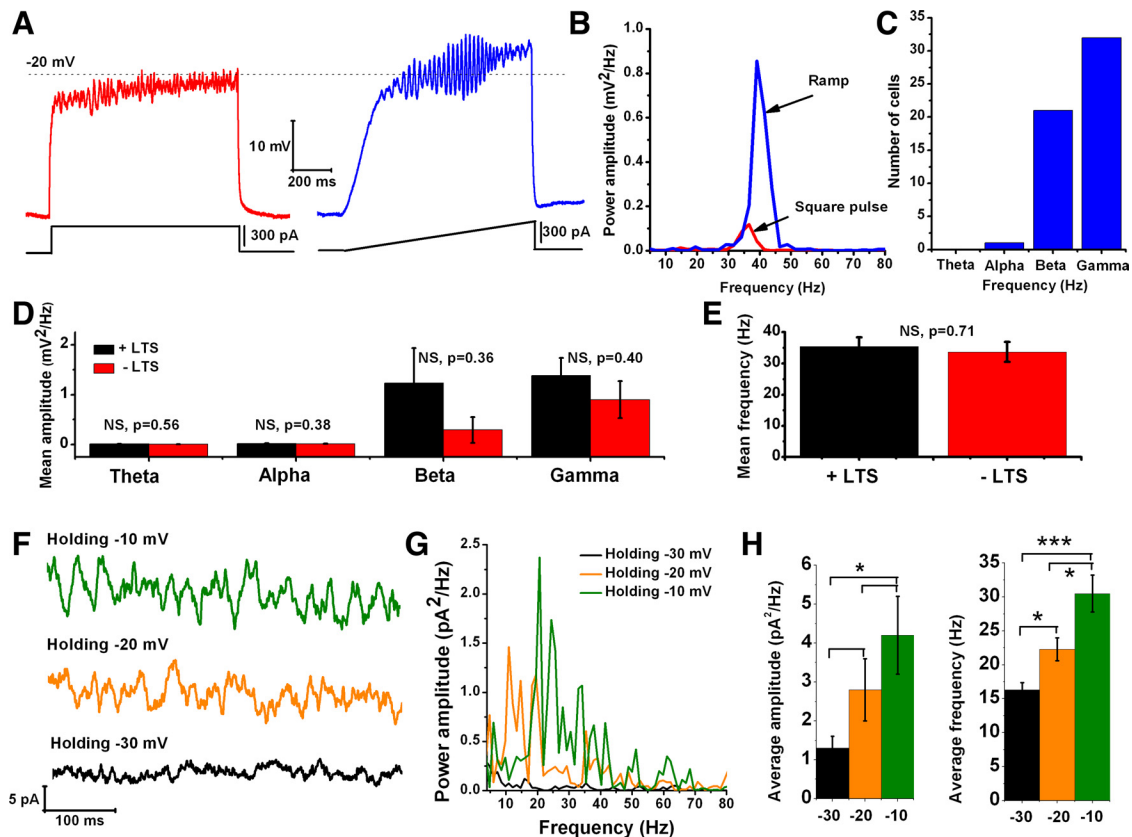 A
-20 mV
10 mV
200 ms
300 pA
300 pA
B
Power amplitude (mV2/Hz)
1.0
0.8
0.6
0.4
0.2
0.0
Ramp
Square pulse
10 20 30 40 50 60 70 80
Frequency (Hz)
C
Number of cells
35
30
25
20
15
10
5
0
Theta Alpha Beta Gamma
Frequency (Hz)
D
Mean amplitude (mV2/Hz)
2
1
0
+ LTS
- LTS
NS, p=0.56
NS, p=0.38
NS, p=0.36
NS, p=0.40
Theta Alpha Beta Gamma
E
Mean frequency (Hz)
40
30
20
10
0
NS, p=0.71
+ LTS - LTS
F
Holding -10 mV
Holding -20 mV
Holding -30 mV
5 pA
100 ms
G
Power amplitude (pA2/Hz)
2.5
2.0
1.5
1.0
0.5
0.0
Holding -30 mV
Holding -20 mV
Holding -10 mV
10 20 30 40 50 60 70 80
Frequency (Hz)
H
Average amplitude (pA2/Hz)
6
5
4
3
2
1
0
*
-30 -20 -10
Average frequency (Hz)
35
30
25
20
15
10
5
0
***
*
*
-30 -20 -10